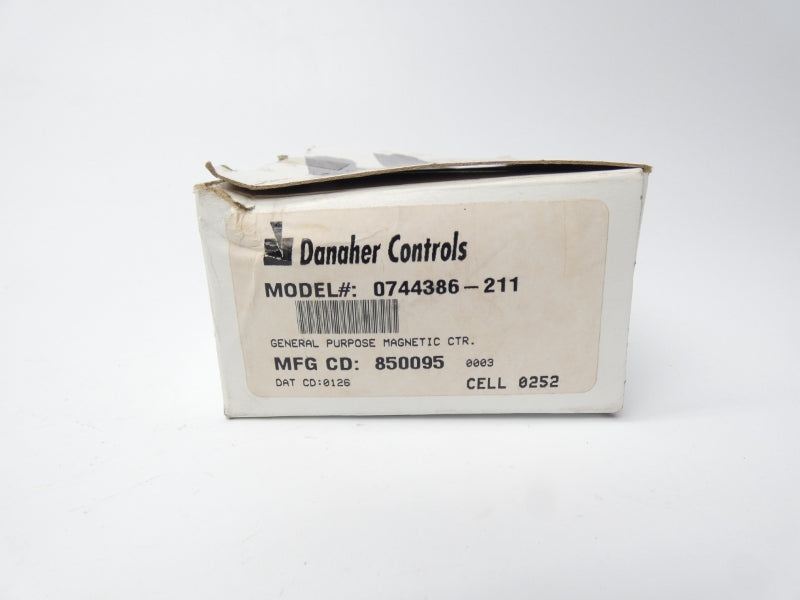 Danaher Controls
MODEL#: 0744386-211
GENERAL PURPOSE MAGNETIC CTR.
MFG CD: 850095 0003
DAT CD:0126 CELL 0252